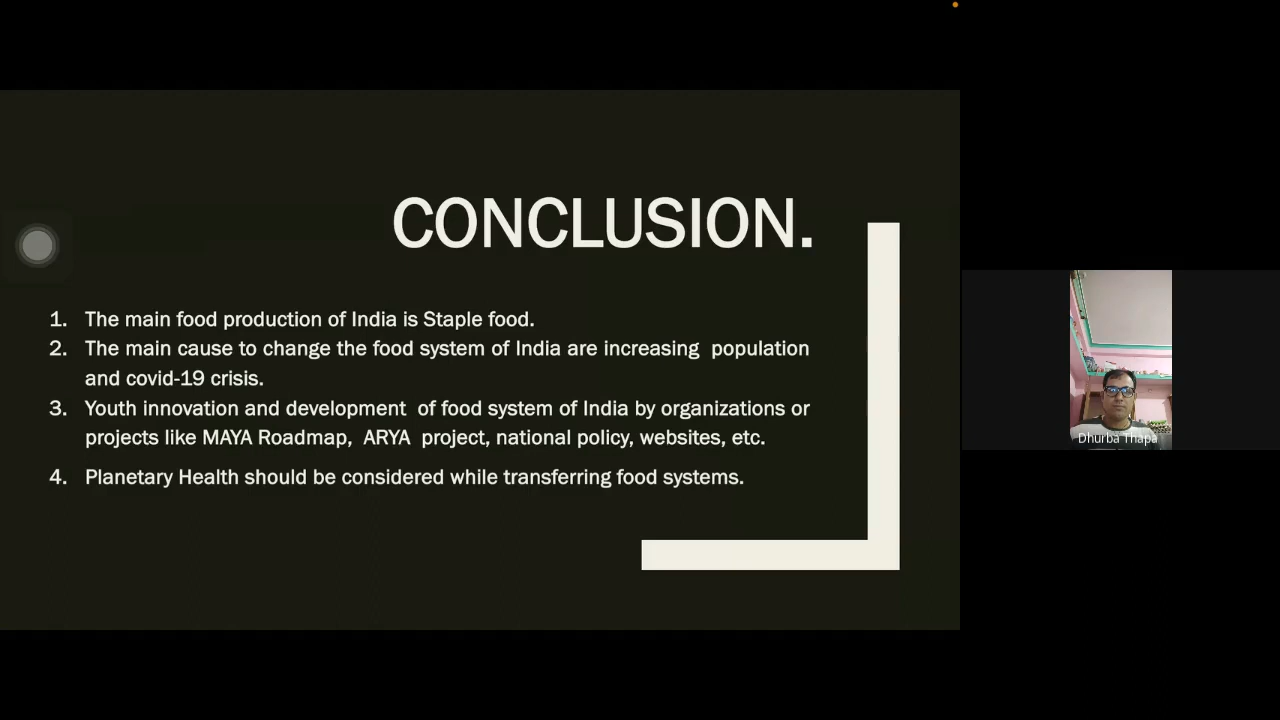 CONCLUSION.
1. The main food production of India is Staple food.
2. The main cause to change the food system of India are increasing  population
and covid-19 crisis.
3. Youth innovation and development  of food system of India by organizations or
projects like MAYA Roadmap,  ARYA  project, national policy, websites, etc.
4. Planetary Health should be considered while transferring food systems.
Dhurba Thapa